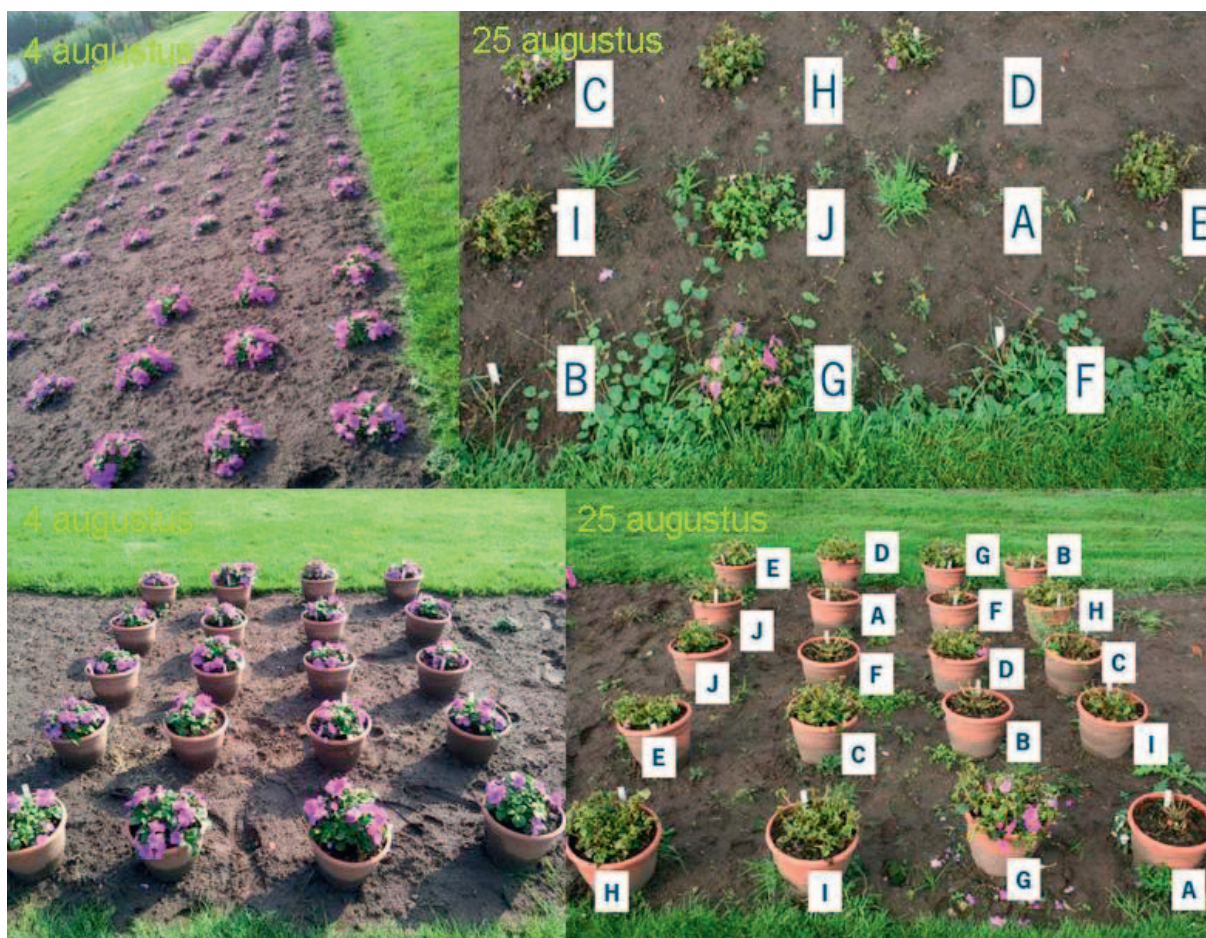 4 augustus
25 augustus
C H D
I J A E
B G F
4 augustus
25 augustus
E D G B
J A F H
J F D C
E C B I
H I G A